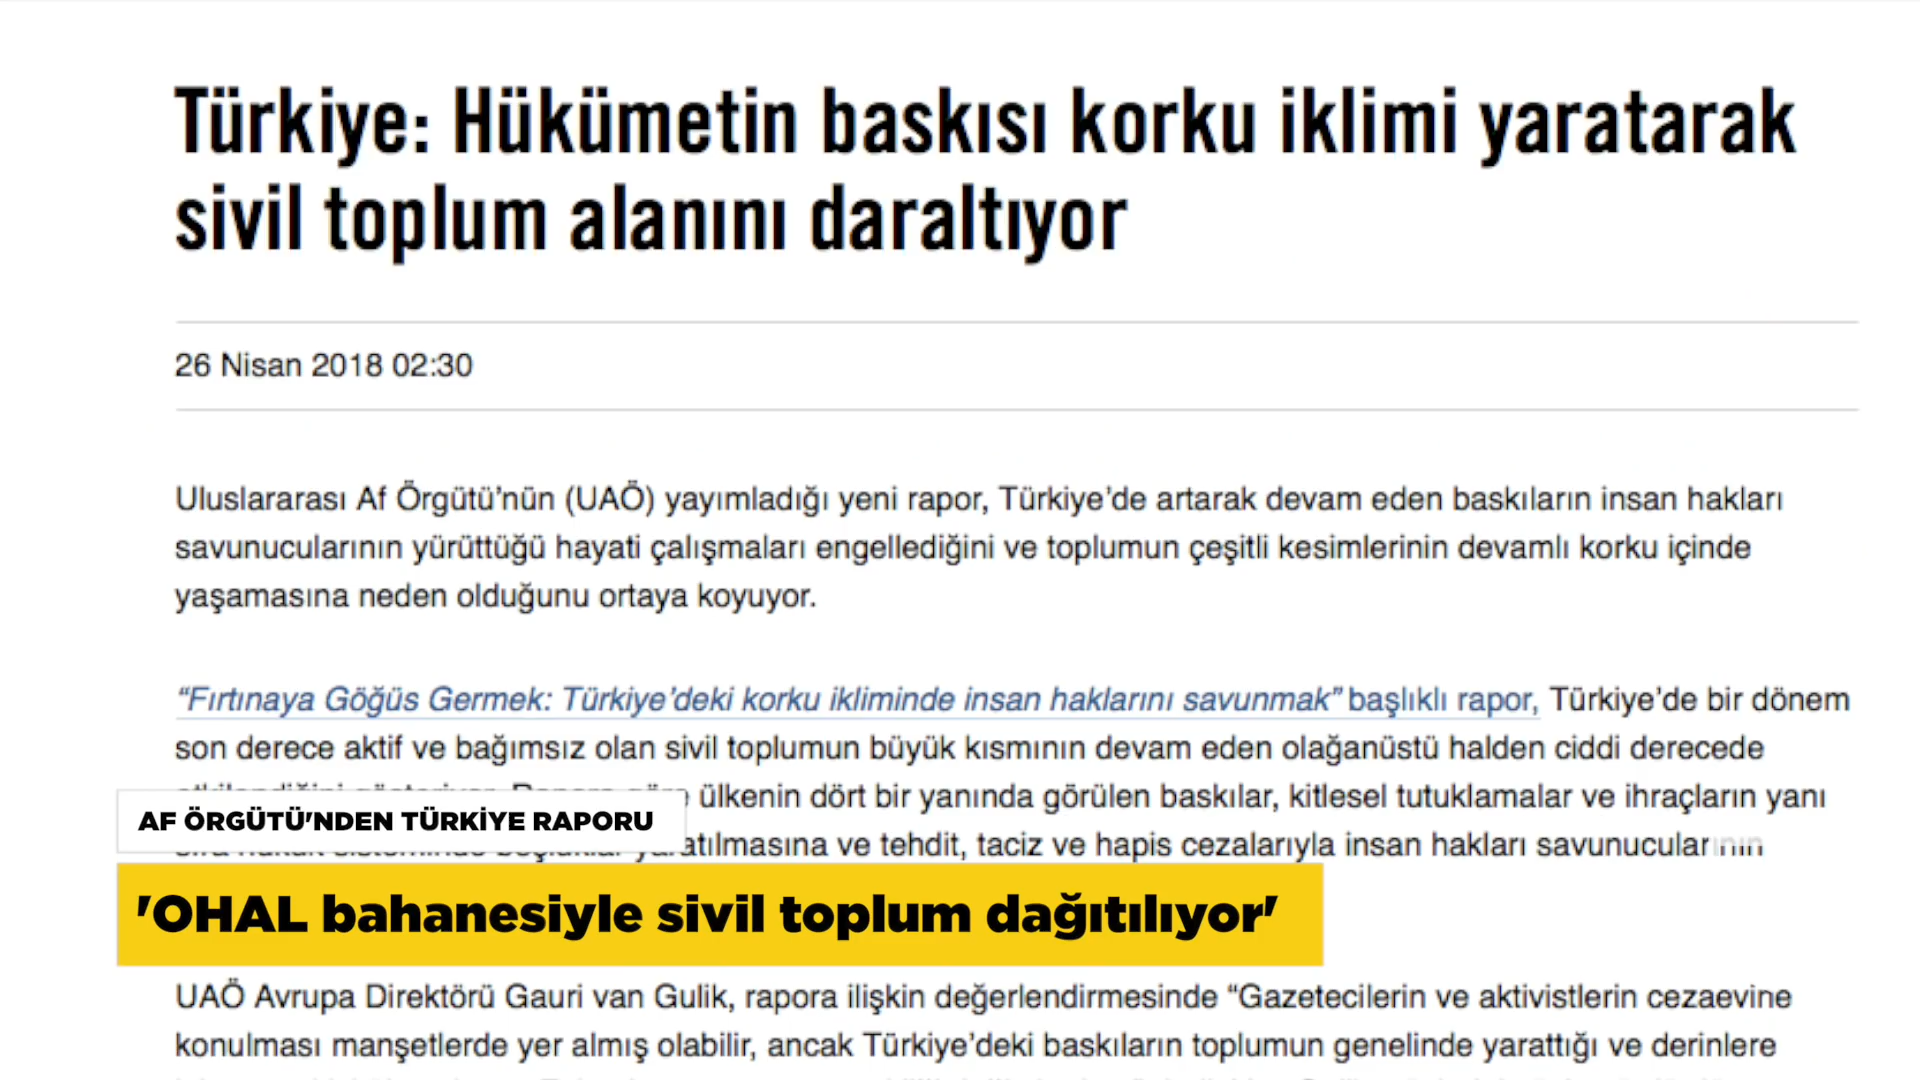 Türkiye: Hükümetin baskısı korku iklimi yaratarak
sivil toplum alanını daraltıyor
26 Nisan 2018 02:30
Uluslararası Af Örgütü’nün (UAÖ) yayımladığı yeni rapor, Türkiye’de artarak devam eden baskıların insan hakları
savunucularının yürüttüğü hayati çalışmaları engellediğini ve toplumun çeşitli kesimlerinin devamlı korku içinde
yaşamasına neden olduğunu ortaya koyuyor.
“Fırtınaya Göğüs Germek: Türkiye’deki korku ikliminde insan haklarını savunmak” başlıklı rapor, Türkiye’de bir dönem
son derece aktif ve bağımsız olan sivil toplumun büyük kısmının devam eden olağanüstü halden ciddi derecede
ülkenin dört bir yanında görülen baskılar, kitlesel tutuklamalar ve ihraçların yanı
AF ÖRGÜTÜ'NDEN TÜRKİYE RAPORU
ve tehdit, taciz ve hapis cezalarıyla insan hakları savunucularının
'OHAL bahanesiyle sivil toplum dağıtılıyor'
UAÖ Avrupa Direktörü Gauri van Gulik, rapora ilişkin değerlendirmesinde “Gazetecilerin ve aktivistlerin cezaevine
konulması manşetlerde yer almış olabilir, ancak Türkiye’deki baskıların toplumun genelinde yarattığı ve derinlere